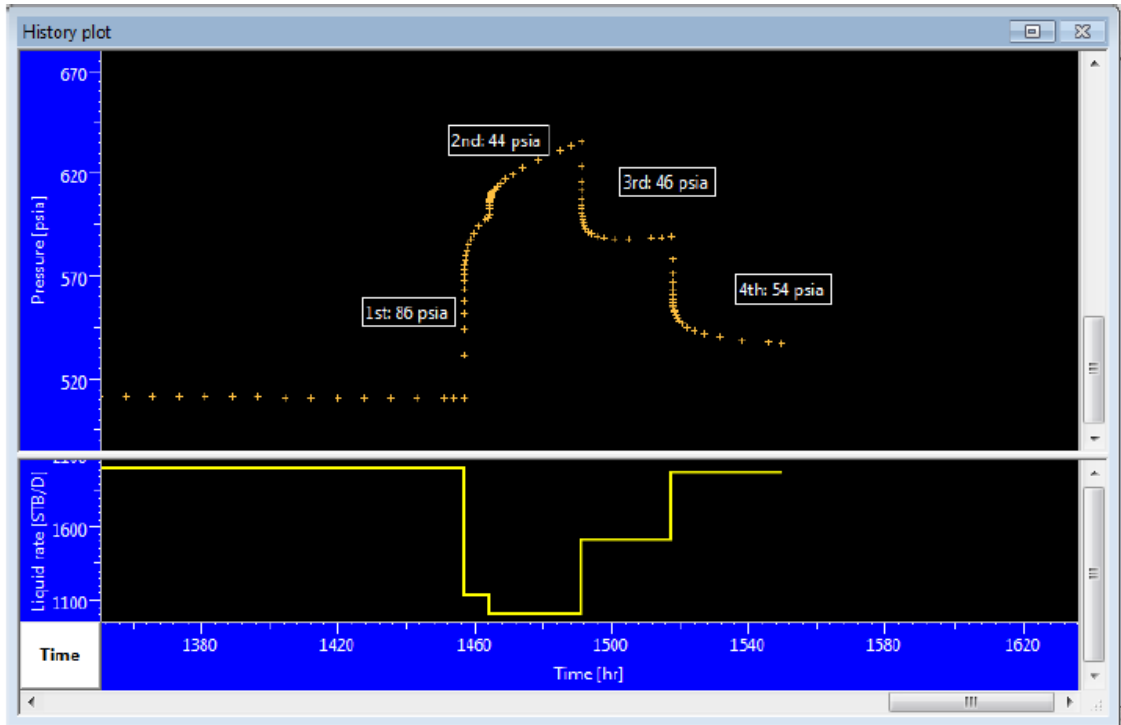 History plot
670
620
570
520
Pressure [psia]
2nd: 44 psia
3rd: 46 psia
1st: 86 psia
4th: 54 psia
2100
1600
1100
Liquid rate [STB/D]
1380 1420 1460 1500 1540 1580 1620
Time
Time [hr]